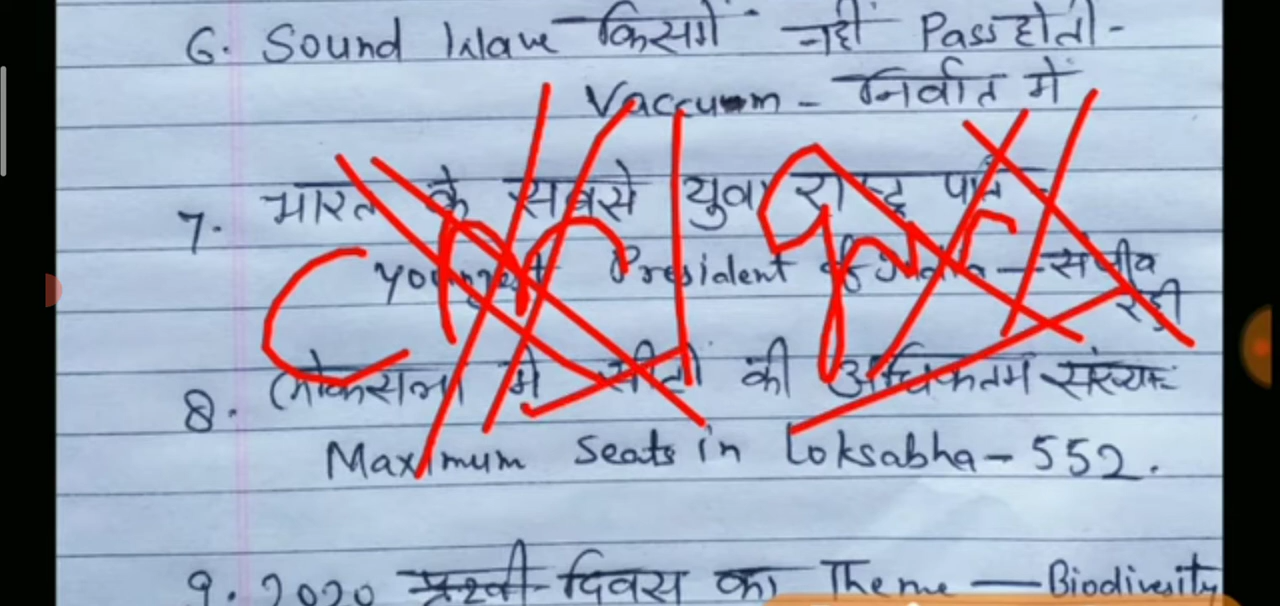 6. Sound Wave किसमें नहीं Pass होती -
Vaccum - निर्वात में
7. भारत के सबसे युवा राष्ट्र पति -
youngest President of India - संजीव
रेड्डी
8. लोकसभा में सीटों की अधिकतम संख्या:
Maximum Seats in Loksabha - 552.
9. 2020 पृथ्वी दिवस का Theme - Biodiversity